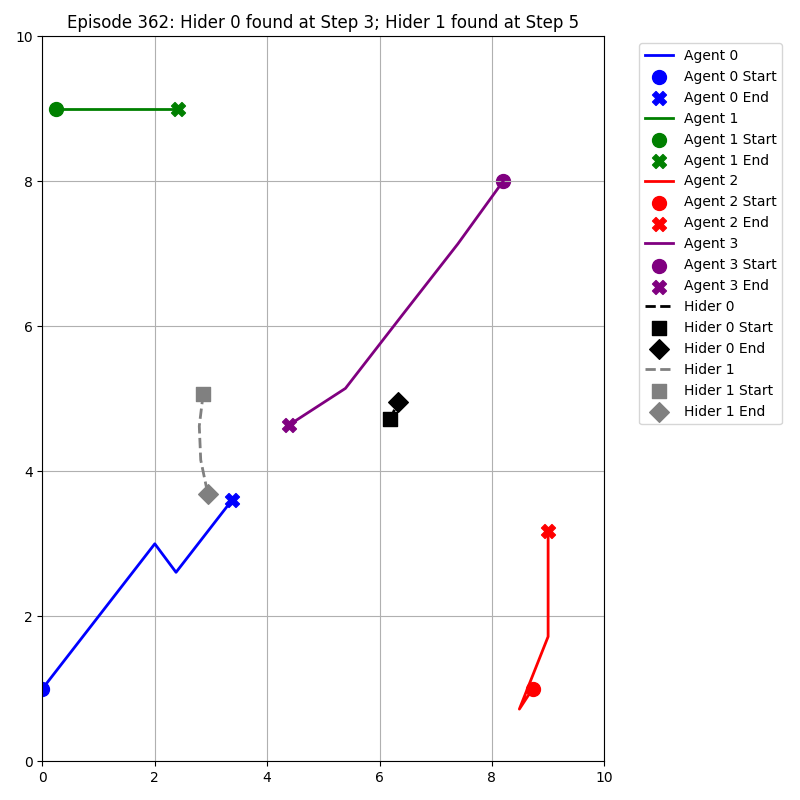 Episode 362: Hider 0 found at Step 3; Hider 1 found at Step 5
10
8
6
4
2
0
0 2 4 6 8 10
Agent 0
Agent 0 Start
Agent 0 End
Agent 1
Agent 1 Start
Agent 1 End
Agent 2
Agent 2 Start
Agent 2 End
Agent 3
Agent 3 Start
Agent 3 End
Hider 0
Hider 0 Start
Hider 0 End
Hider 1
Hider 1 Start
Hider 1 End